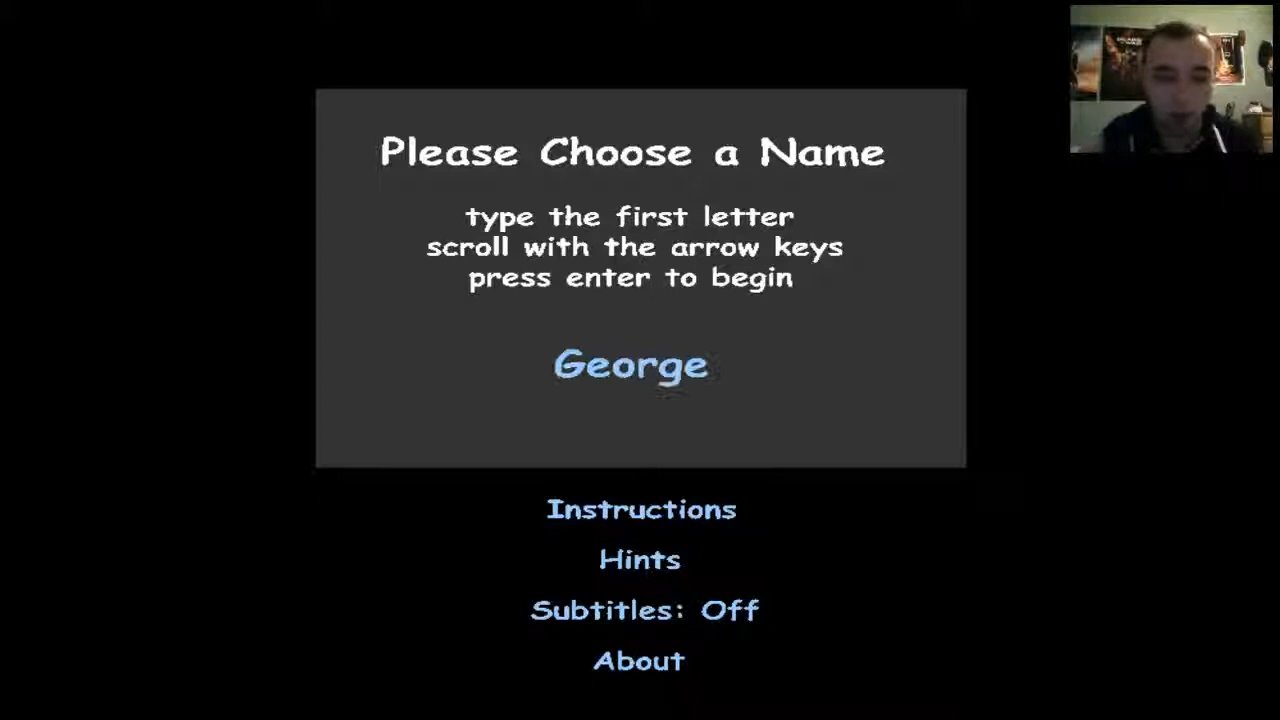 Please Choose a Name
type the first letter
scroll with the arrow keys
press enter to begin
George
Instructions
Hints
Subtitles: Off
About